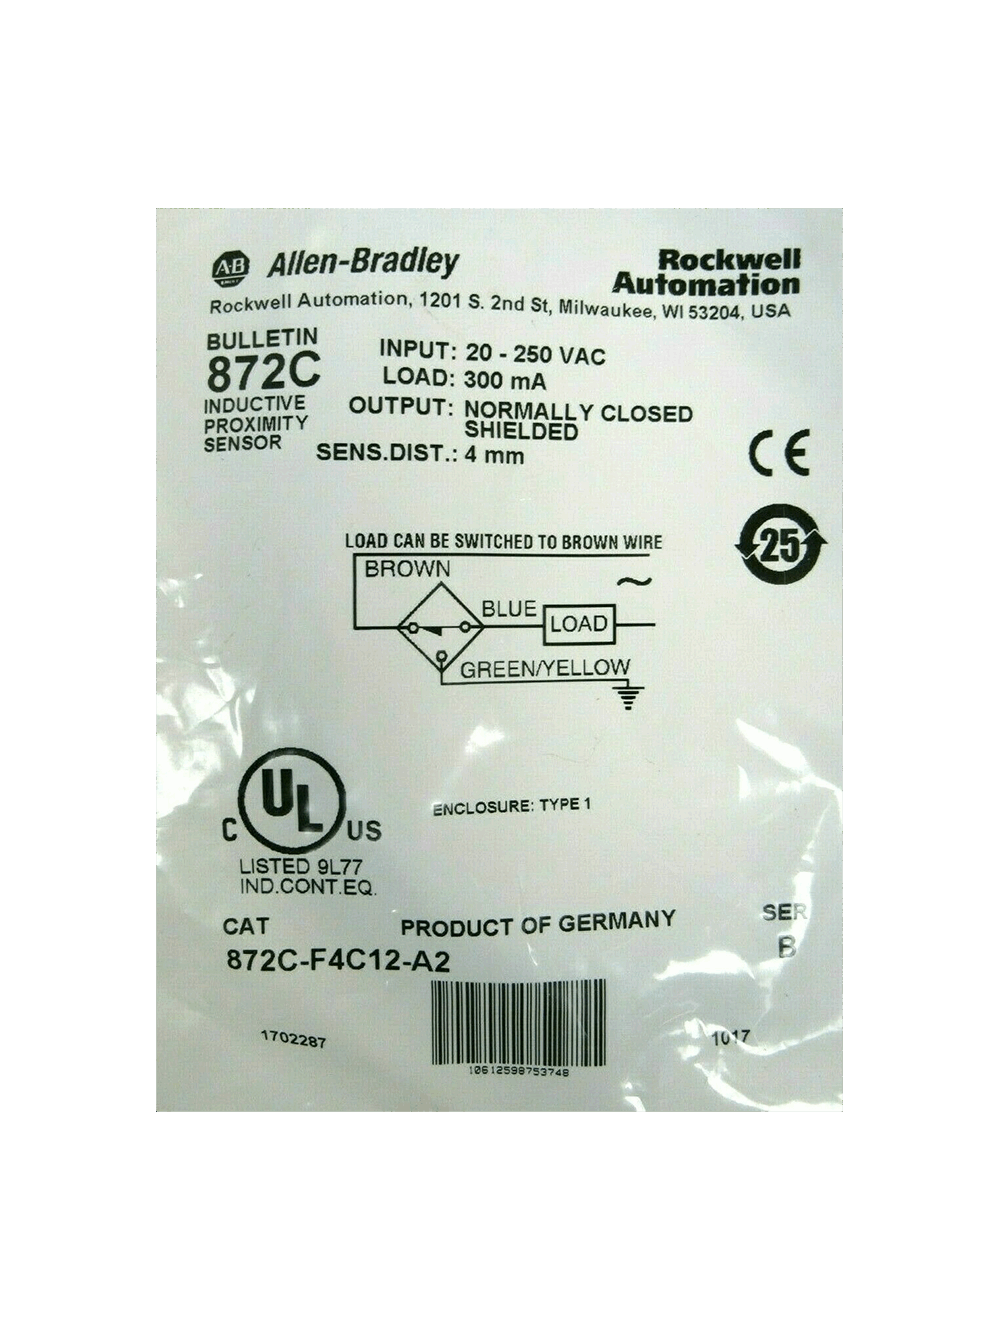 A-B Allen-Bradley Rockwell Automation
Rockwell Automation, 1201 S. 2nd St, Milwaukee, WI 53204, USA
BULLETIN
872C
INDUCTIVE
PROXIMITY
SENSOR
INPUT: 20 - 250 VAC
LOAD: 300 mA
OUTPUT: NORMALLY CLOSED
SHIELDED
SENS.DIST.: 4 mm
CE
25
LOAD CAN BE SWITCHED TO BROWN WIRE
BROWN
~
BLUE
LOAD
GREEN/YELLOW
C UL US
LISTED 9L77
IND.CONT.EQ.
ENCLOSURE: TYPE 1
CAT PRODUCT OF GERMANY SER
872C-F4C12-A2 B
1702287 1017
10612598753748